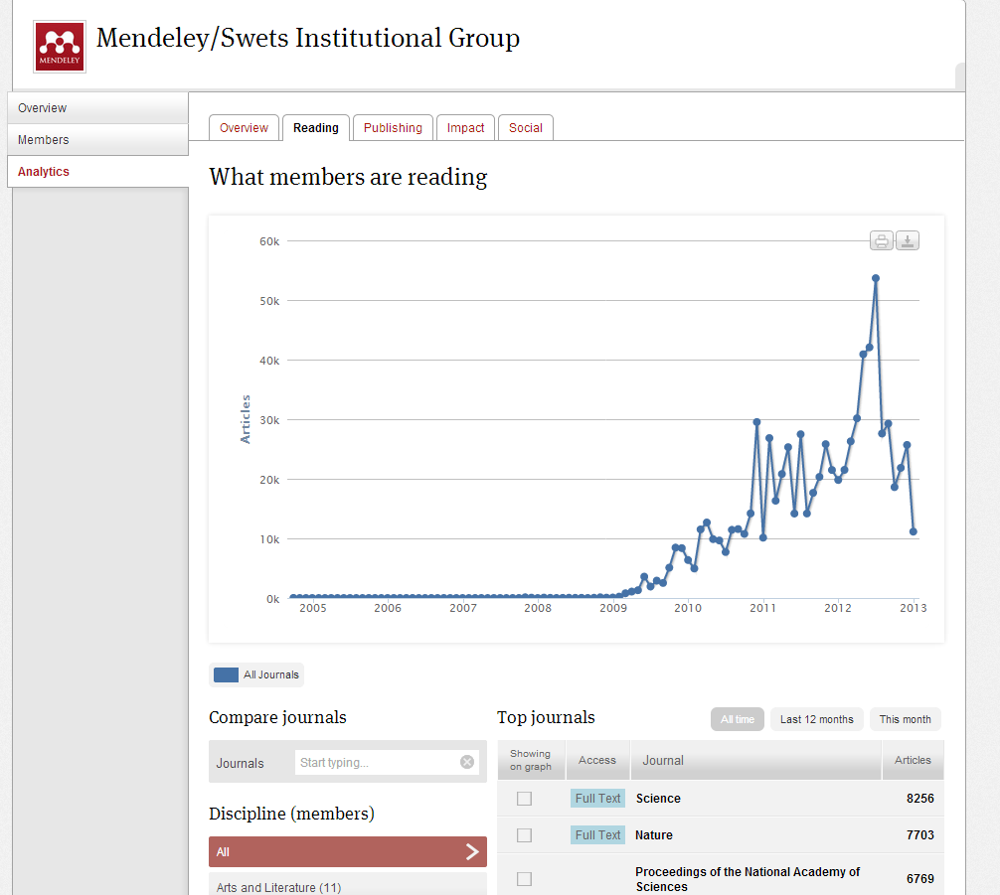 Mendeley/Swets Institutional Group
MENDELEY
Overview
Members
Analytics
Overview
Reading
Publishing
Impact
Social
What members are reading
60k
50k
40k
30k
20k
10k
0k
Articles
2005
2006
2007
2008
2009
2010
2011
2012
2013
All Journals
Compare journals
Journals
Start typing...
Discipline (members)
All
Arts and Literature (11)
Top journals
All time
Last 12 months
This month
Showing
on graph
Access
Journal
Articles
Full Text
Science
8256
Full Text
Nature
7703
Proceedings of the National Academy of
Sciences
6769